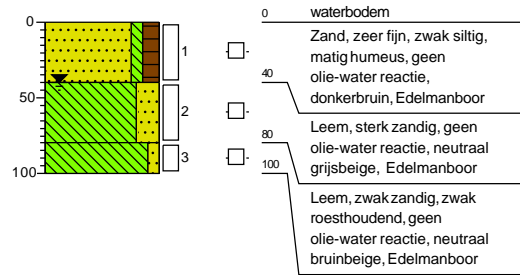 0
50
100
1
2
3
0 waterbodem
Zand, zeer fijn, zwak siltig,
matig humeus, geen
olie-water reactie,
donkerbruin, Edelmanboor
40
Leem, sterk zandig, geen
olie-water reactie, neutraal
grijsbeige, Edelmanboor
80
Leem, zwak zandig, zwak
roesthoudend, geen
olie-water reactie, neutraal
bruinbeige, Edelmanboor
100